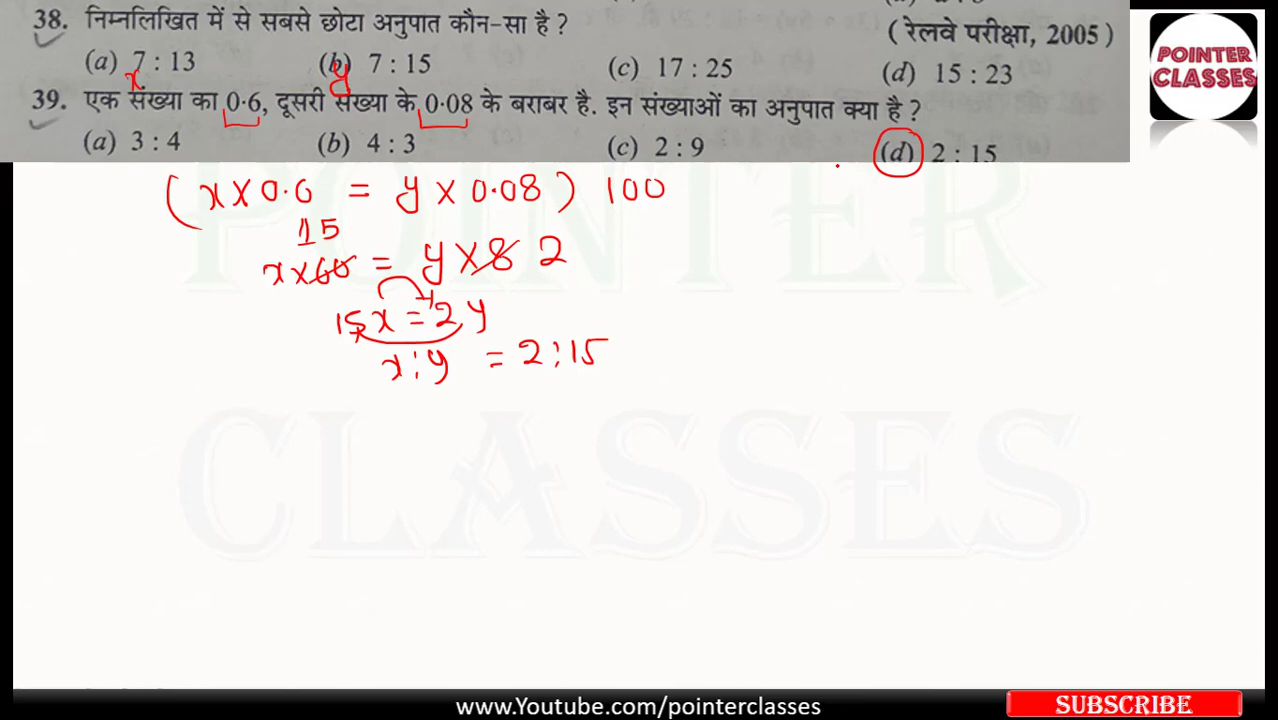 38. निम्नलिखित में से सबसे छोटा अनुपात कौन-सा है ?
(रेलवे परीक्षा, 2005)
(a) 7 : 13 (b) 7 : 15 (c) 17 : 25 (d) 15 : 23
x y
39. एक संख्या का 0·6, दूसरी संख्या के 0·08 के बराबर है. इन संख्याओं का अनुपात क्या है ?
(a) 3 : 4 (b) 4 : 3 (c) 2 : 9 (d) 2 : 15
(x × 0·6 = y × 0·08) 100
15
x × 60 = y × 8 2
15x = 2y
x : y = 2 : 15
POINTER
CLASSES
POINTER
CLASSES
www.Youtube.com/pointerclasses
SUBSCRIBE